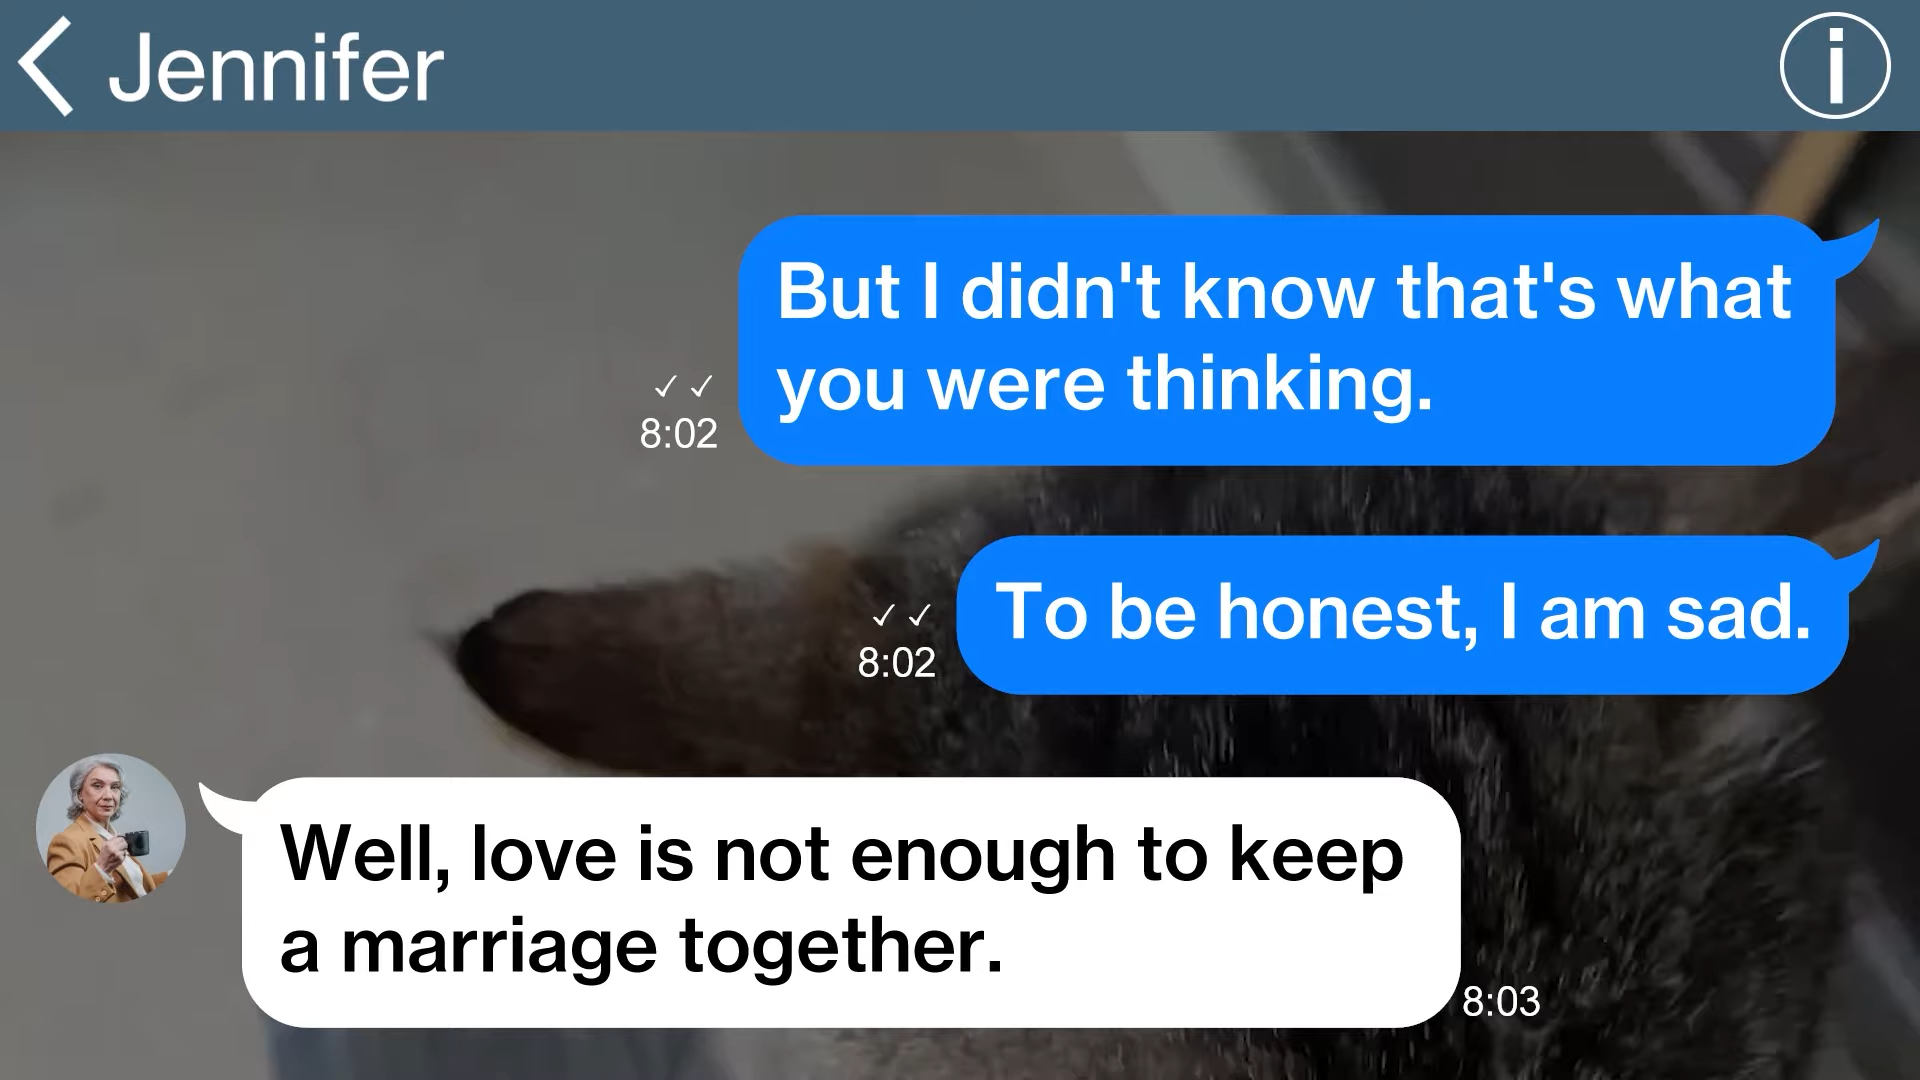 Jennifer
But I didn't know that's what
you were thinking.
✓ ✓
8:02
To be honest, I am sad.
✓ ✓
8:02
Well, love is not enough to keep
a marriage together.
8:03